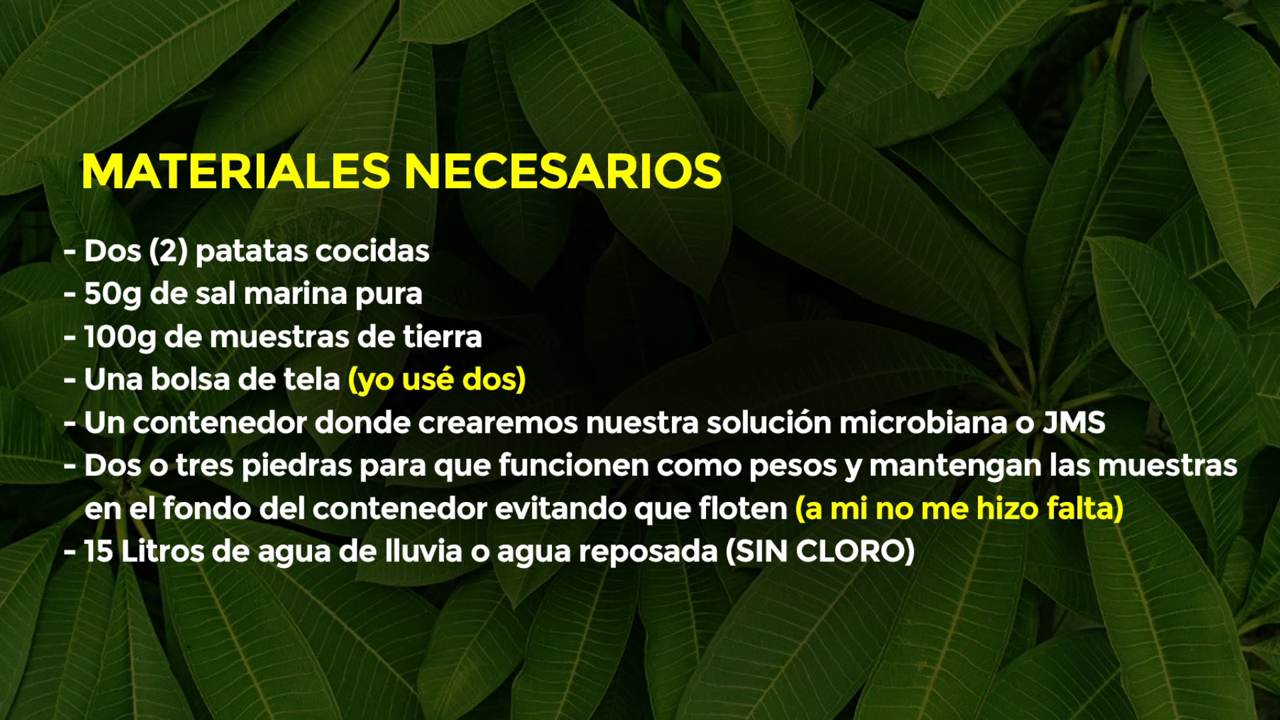 MATERIALES NECESARIOS
- Dos (2) patatas cocidas
- 50g de sal marina pura
- 100g de muestras de tierra
- Una bolsa de tela (yo usé dos)
- Un contenedor donde crearemos nuestra solución microbiana o JMS
- Dos o tres piedras para que funcionen como pesos y mantengan las muestras
en el fondo del contenedor evitando que floten (a mi no me hizo falta)
- 15 Litros de agua de lluvia o agua reposada (SIN CLORO)